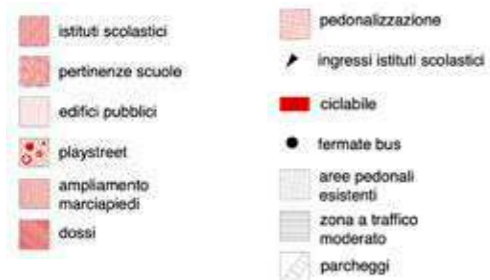 istituti scolastici
pertinenze scuole
edifici pubblici
playstreet
ampliamento
marciapiedi
dossi
pedonalizzazione
ingressi istituti scolastici
ciclabile
fermate bus
aree pedonali
esistenti
zona a traffico
moderato
parcheggi